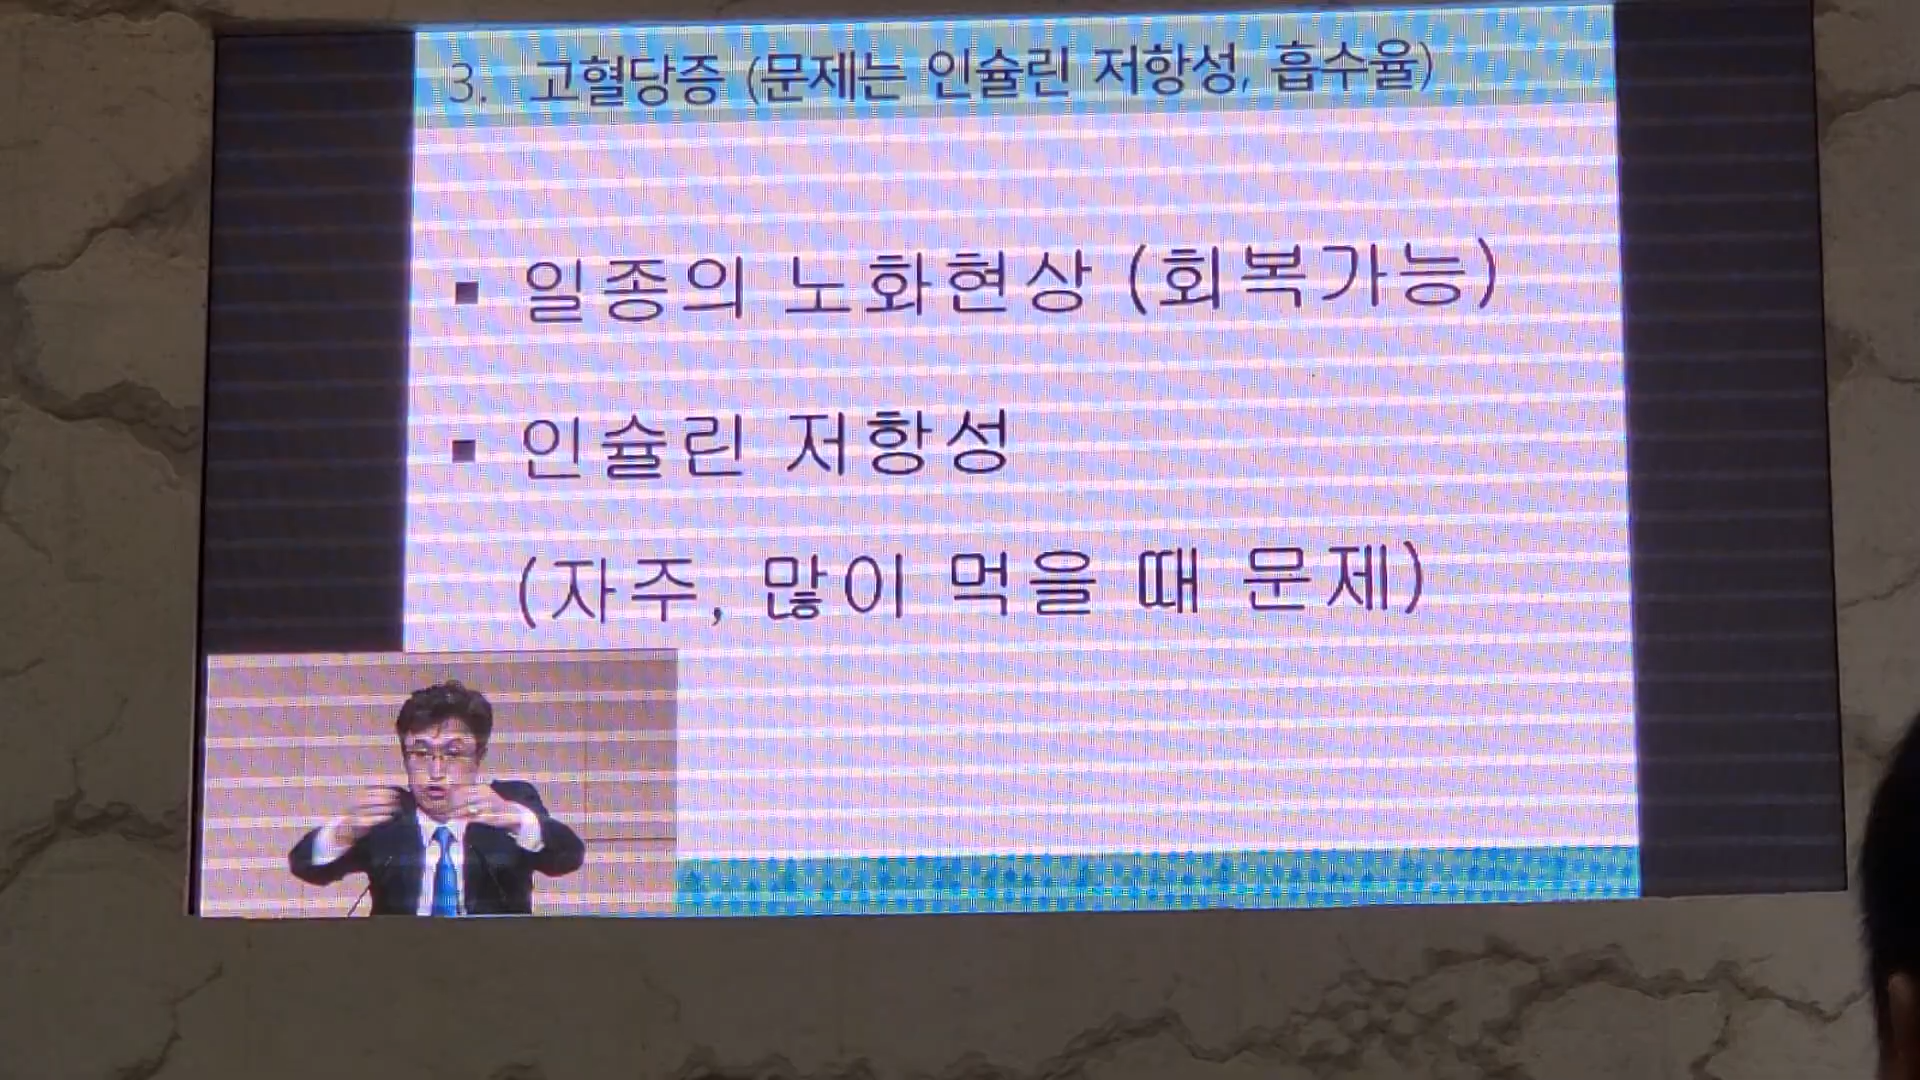 3. 고혈당증 (문제는 인슐린 저항성, 흡수율)
▪ 일종의 노화현상 (회복가능)
▪ 인슐린 저항성
(자주, 많이 먹을 때 문제)